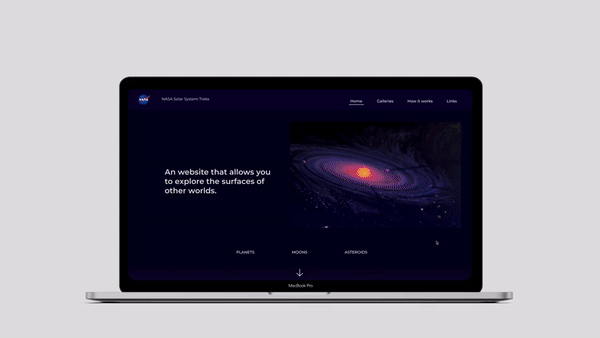 NASA
NASA Solar System Treks
Home
Galleries
How it works
Links
An website that allows you
to explore the surfaces of
other worlds.
PLANETS
MOONS
ASTEROIDS
MacBook Pro